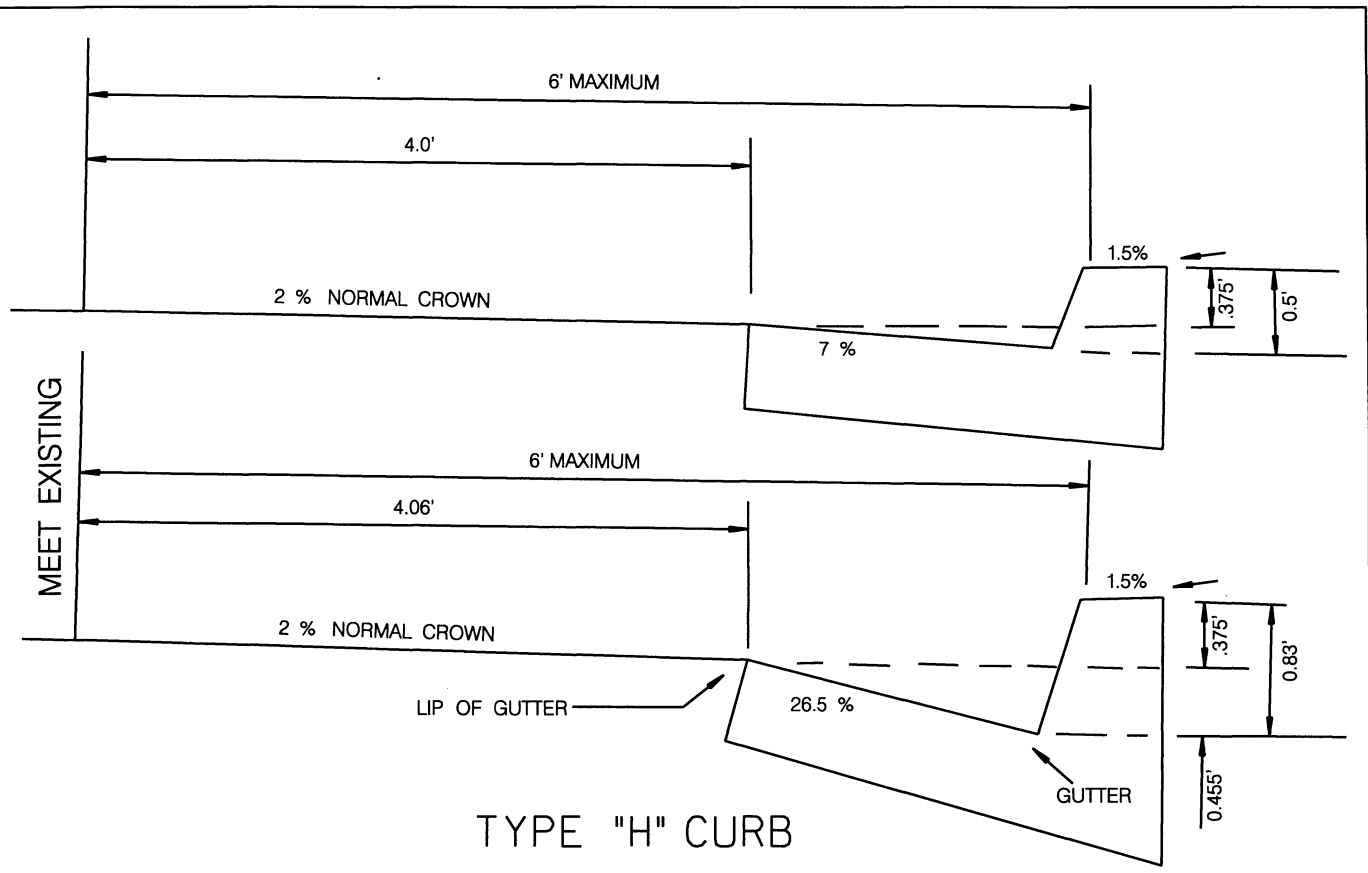 6' MAXIMUM
4.0'
1.5%
2 % NORMAL CROWN
7 %
.375'
0.5'
MEET EXISTING
6' MAXIMUM
4.06'
1.5%
2 % NORMAL CROWN
.375'
0.83'
LIP OF GUTTER
26.5 %
GUTTER
0.455'
TYPE "H" CURB